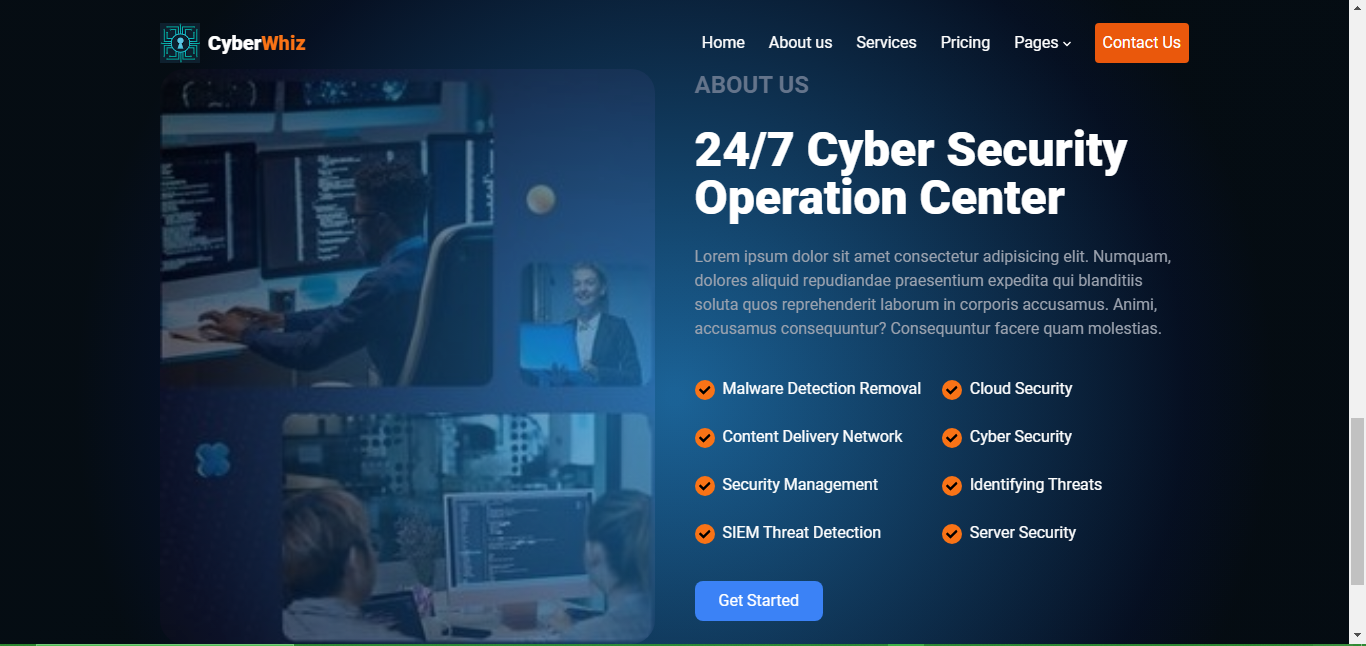 CyberWhiz
Home About us Services Pricing Pages Contact Us
ABOUT US
24/7 Cyber Security
Operation Center
Lorem ipsum dolor sit amet consectetur adipisicing elit. Numquam,
dolores aliquid repudiandae praesentium expedita qui blanditiis
soluta quos reprehenderit laborum in corporis accusamus. Animi,
accusamus consequuntur? Consequuntur facere quam molestias.
Malware Detection Removal
Cloud Security
Content Delivery Network
Cyber Security
Security Management
Identifying Threats
SIEM Threat Detection
Server Security
Get Started